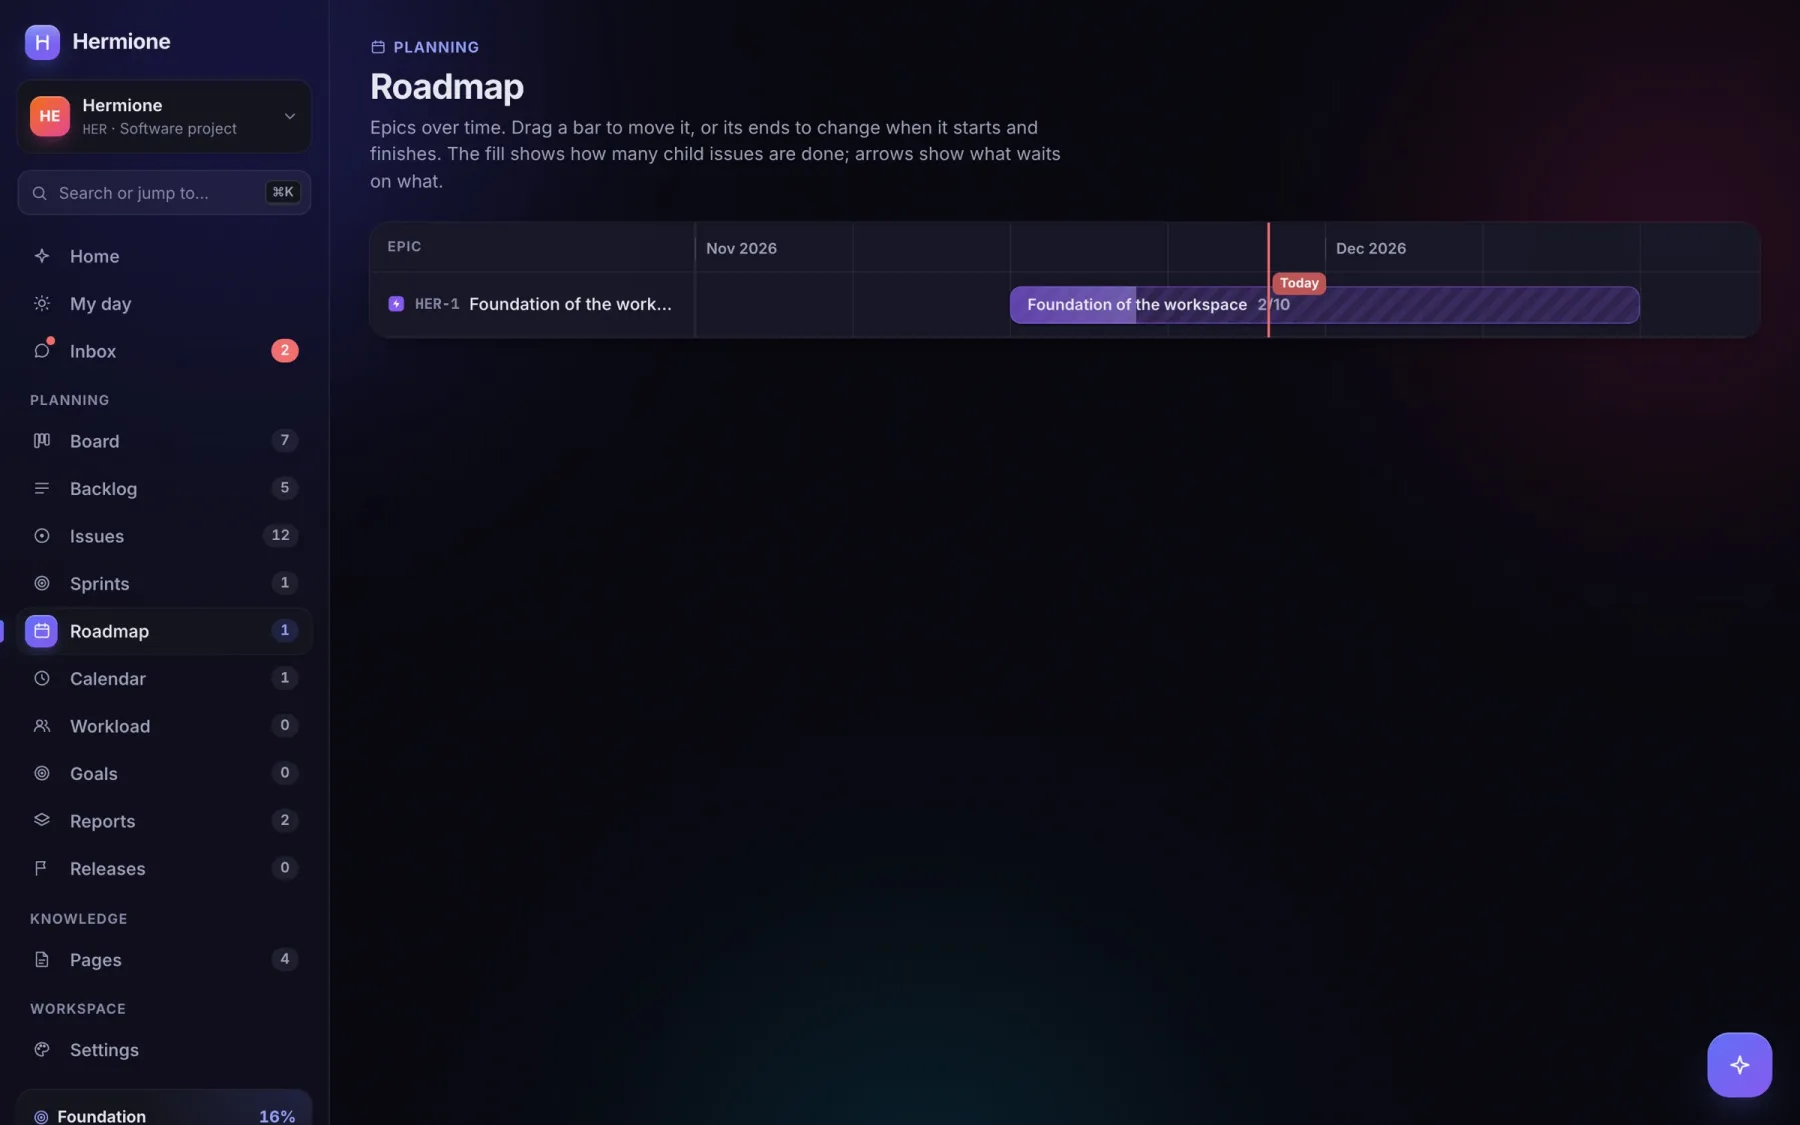 H Hermione
HE Hermione
HER · Software project
Search or jump to... ⌘K
Home
My day
Inbox 2
PLANNING
Board 7
Backlog 5
Issues 12
Sprints 1
Roadmap 1
Calendar 1
Workload 0
Goals 0
Reports 2
Releases 0
KNOWLEDGE
Pages 4
WORKSPACE
Settings
Foundation 16%
PLANNING
Roadmap
Epics over time. Drag a bar to move it, or its ends to change when it starts and
finishes. The fill shows how many child issues are done; arrows show what waits
on what.
EPIC Nov 2026 Dec 2026
Today
HER-1 Foundation of the work... Foundation of the workspace 2/10